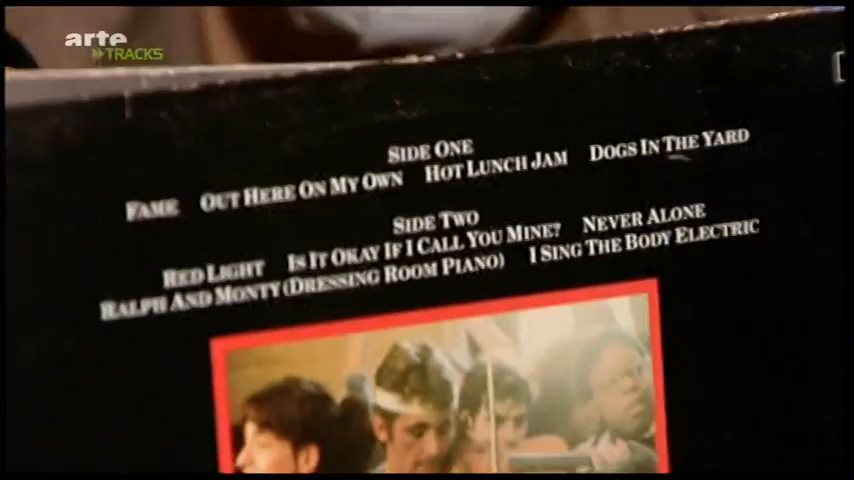 arte
TRACKS
SIDE ONE
FAME OUT HERE ON MY OWN HOT LUNCH JAM DOGS IN THE YARD
SIDE TWO
RED LIGHT IS IT OKAY IF I CALL YOU MINE? NEVER ALONE
RALPH AND MONTY (DRESSING ROOM PIANO) I SING THE BODY ELECTRIC